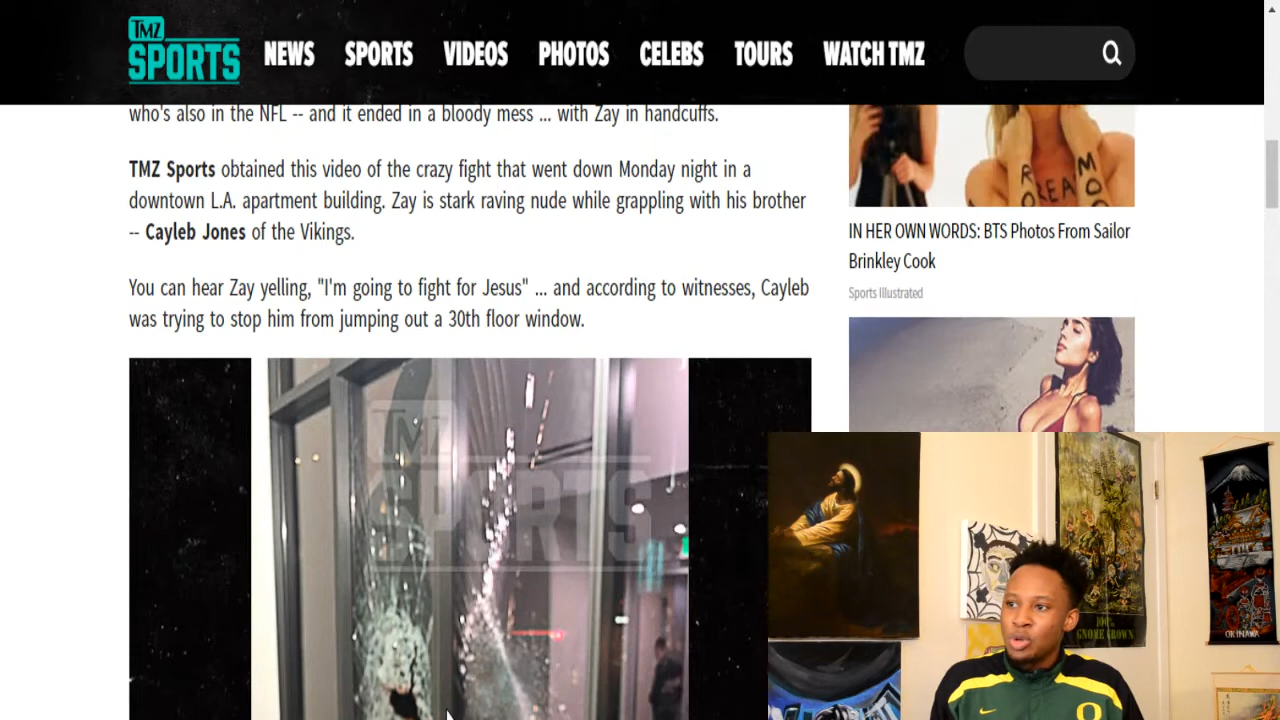 TMZ
SPORTS
NEWS SPORTS VIDEOS PHOTOS CELEBS TOURS WATCH TMZ
who's also in the NFL -- and it ended in a bloody mess ... with Zay in handcuffs.
TMZ Sports obtained this video of the crazy fight that went down Monday night in a
downtown L.A. apartment building. Zay is stark raving nude while grappling with his brother
-- Cayleb Jones of the Vikings.
You can hear Zay yelling, "I'm going to fight for Jesus" ... and according to witnesses, Cayleb
was trying to stop him from jumping out a 30th floor window.
TMZ
SPORTS
IN HER OWN WORDS: BTS Photos From Sailor
Brinkley Cook
Sports Illustrated
100%
GNOME GROWN
OKINAWA
O